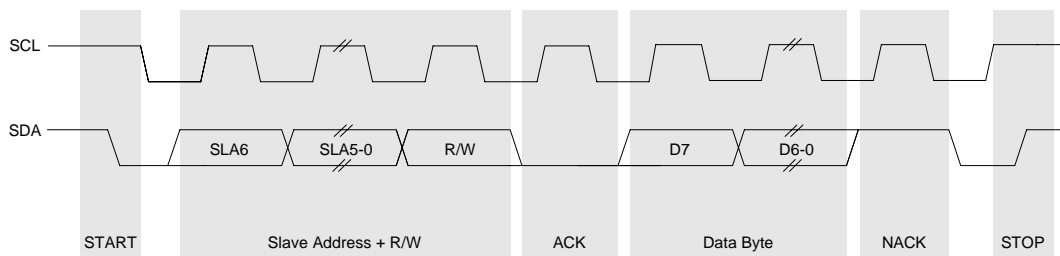 SCL
SDA
SLA6 SLA5-0 R/W D7 D6-0
START Slave Address + R/W ACK Data Byte NACK STOP